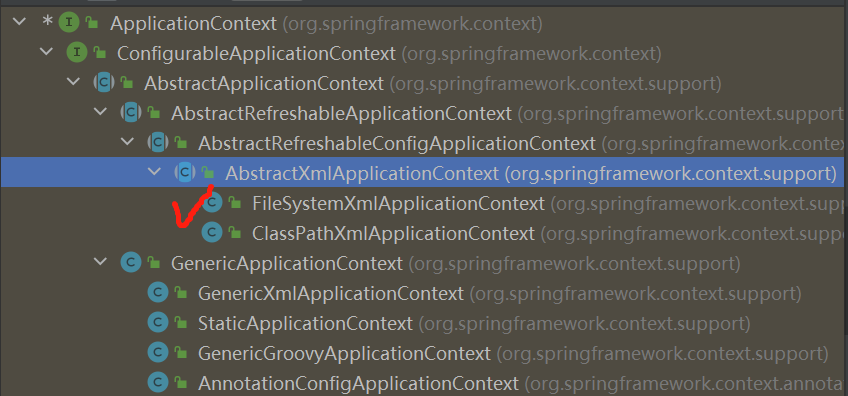 * I ApplicationContext (org.springframework.context)
I ConfigurableApplicationContext (org.springframework.context)
C AbstractApplicationContext (org.springframework.context.support)
C AbstractRefreshableApplicationContext (org.springframework.context.support
C AbstractRefreshableConfigApplicationContext (org.springframework.conte
C AbstractXmlApplicationContext (org.springframework.context.support)
C FileSystemXmlApplicationContext (org.springframework.context.supp
C ClassPathXmlApplicationContext (org.springframework.context.suppo
C GenericApplicationContext (org.springframework.context.support)
C GenericXmlApplicationContext (org.springframework.context.support)
C StaticApplicationContext (org.springframework.context.support)
C GenericGroovyApplicationContext (org.springframework.context.support)
C AnnotationConfigApplicationContext (org.springframework.context.annota